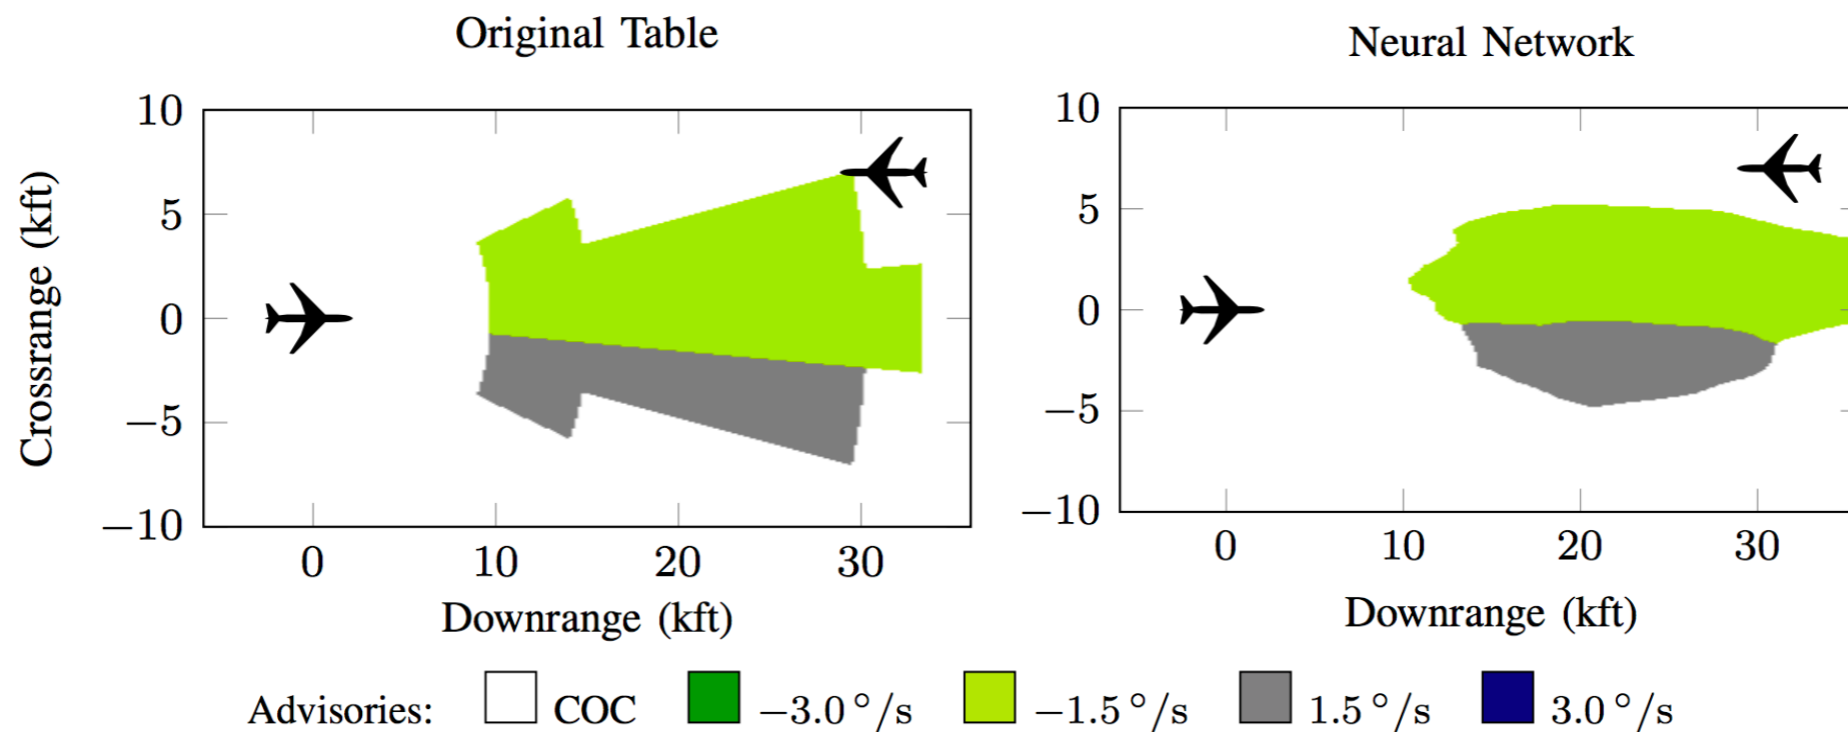 Original Table
Neural Network
Crossrange (kft)
10
5
0
−5
−10
0 10 20 30
Downrange (kft)
10
5
0
−5
−10
0 10 20 30
Downrange (kft)
Advisories: COC −3.0 °/s −1.5 °/s 1.5 °/s 3.0 °/s